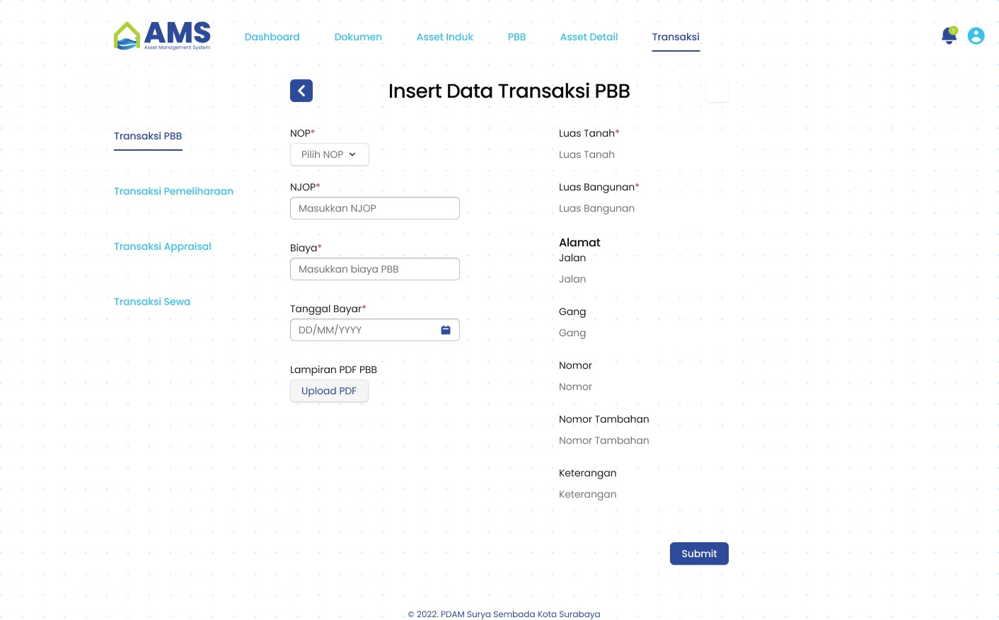 AMS
Asset Management System
Dashboard
Dokumen
Asset Induk
PBB
Asset Detail
Transaksi
2
Insert Data Transaksi PBB
Transaksi PBB
Transaksi Pemeliharaan
Transaksi Appraisal
Transaksi Sewa
NOP*
Pilih NOP
NJOP*
Masukkan NJOP
Biaya*
Masukkan biaya PBB
Tanggal Bayar*
DD/MM/YYYY
Lampiran PDF PBB
Upload PDF
Luas Tanah*
Luas Tanah
Luas Bangunan*
Luas Bangunan
Alamat
Jalan
Jalan
Gang
Gang
Nomor
Nomor
Nomor Tambahan
Nomor Tambahan
Keterangan
Keterangan
Submit
© 2022. PDAM Surya Sembada Kota Surabaya